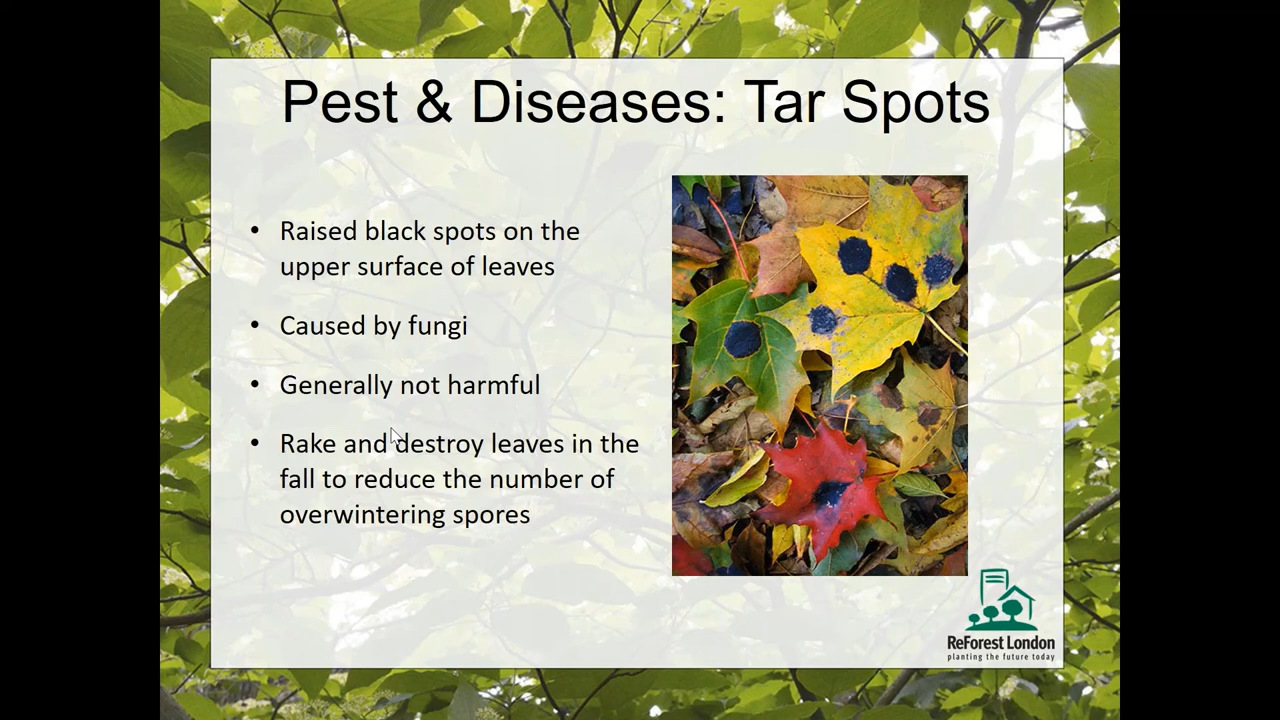 Pest & Diseases: Tar Spots
• Raised black spots on the
upper surface of leaves
• Caused by fungi
• Generally not harmful
• Rake and destroy leaves in the
fall to reduce the number of
overwintering spores
ReForest London
planting the future today